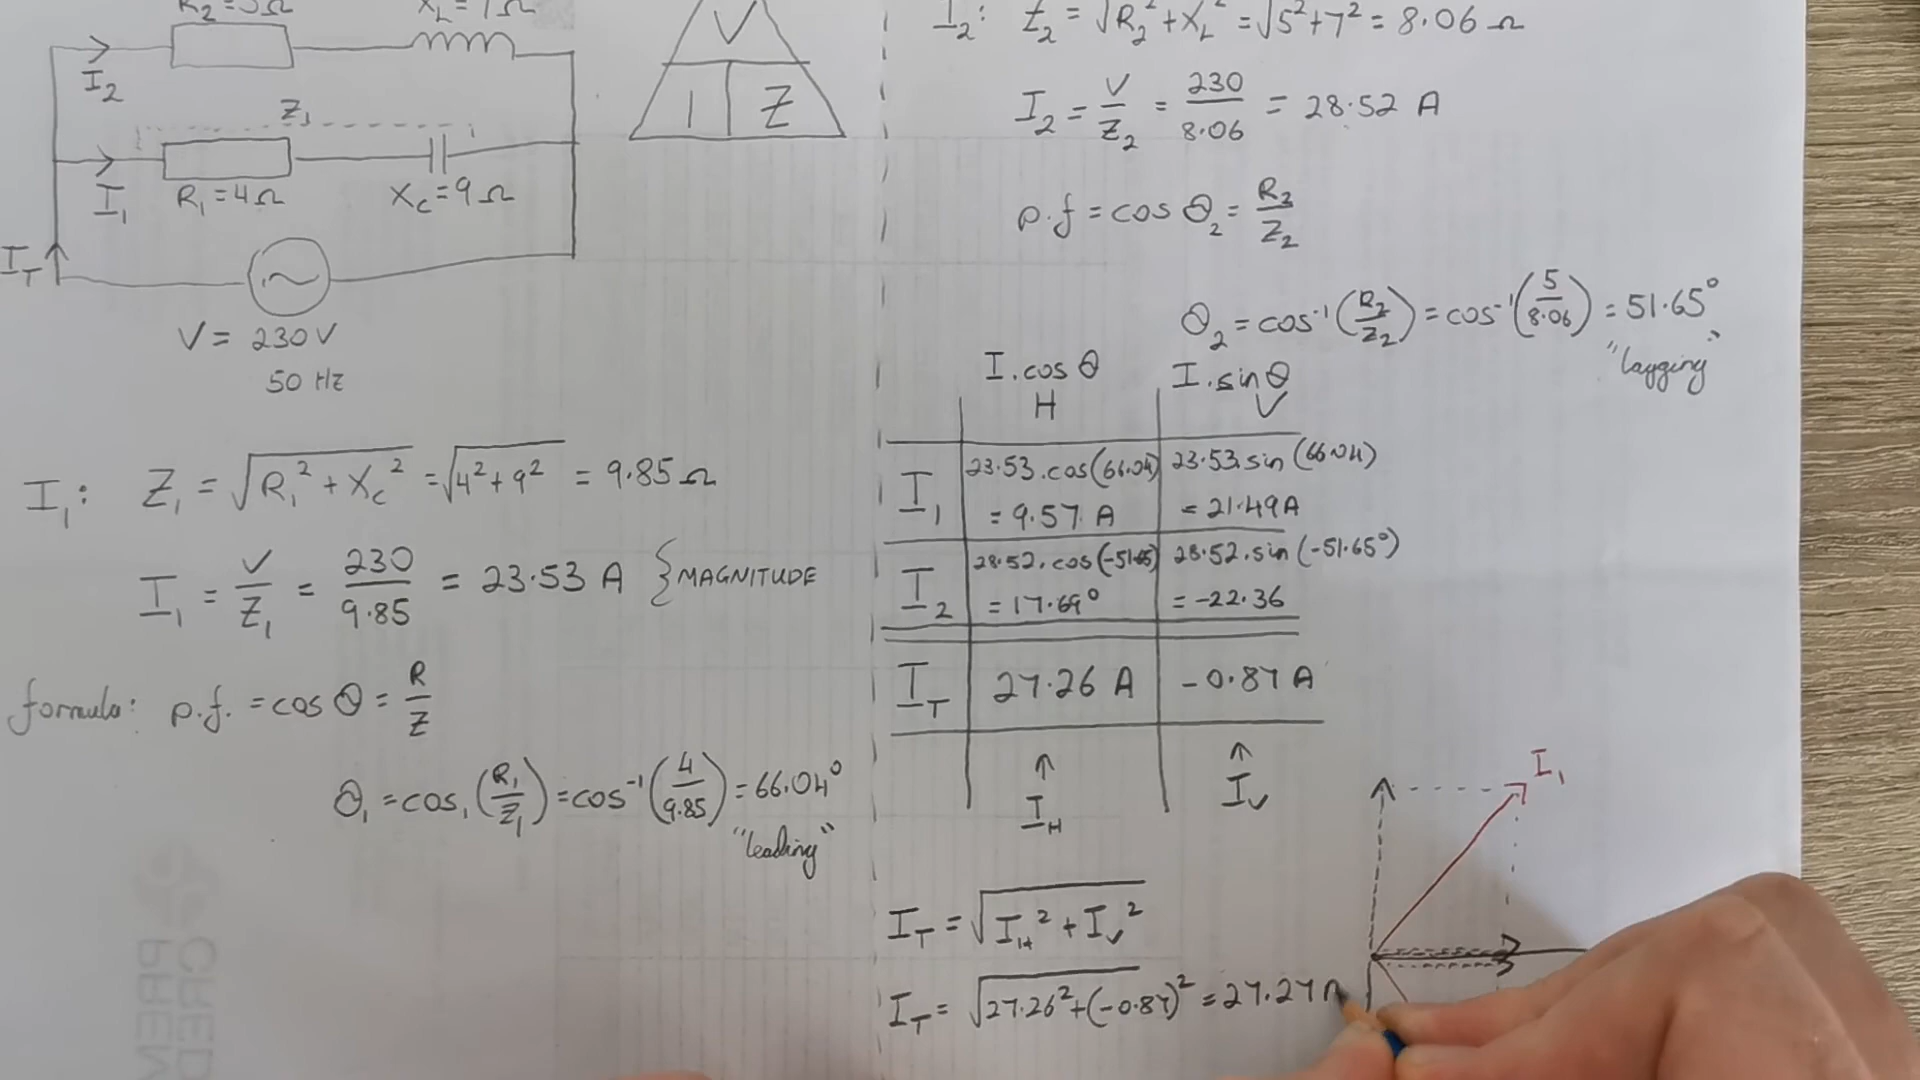 R₂=5Ω X_L=7Ω
I₂
Z₁
I₁ R₁=4Ω X_C=9Ω
I_T
V = 230V
50 Hz
V
I Z
I₁: Z₁ = √(R₁² + X_C²) = √(4²+9²) = 9.85Ω
I₁ = V/Z₁ = 230/9.85 = 23.53 A { MAGNITUDE
formula: p.f. = cos θ = R/Z
θ₁ = cos₁ (R₁/Z₁) = cos⁻¹ (4/9.85) = 66.04°
"leading"
I₂: Z₂ = √(R₂² + X_L²) = √(5²+7²) = 8.06 Ω
I₂ = V/Z₂ = 230/8.06 = 28.52 A
p.f = cos θ₂ = R₂/Z₂
θ₂ = cos⁻¹ (R₂/Z₂) = cos⁻¹ (5/8.06) = 51.65°
"lagging"
I.cos θ I.sin θ
H V
I₁ 23.53.cos(66.04) 23.53.sin(66.04)
= 9.57 A = 21.49A
I₂ 28.52.cos(-51.65) 28.52.sin(-51.65°)
= 17.69° = -22.36
I_T 27.26 A -0.87 A
↑ ↑
I_H I_V
I_T = √(I_H² + I_V²)
I_T = √(27.26²+(-0.87)²) = 27.27
I₁